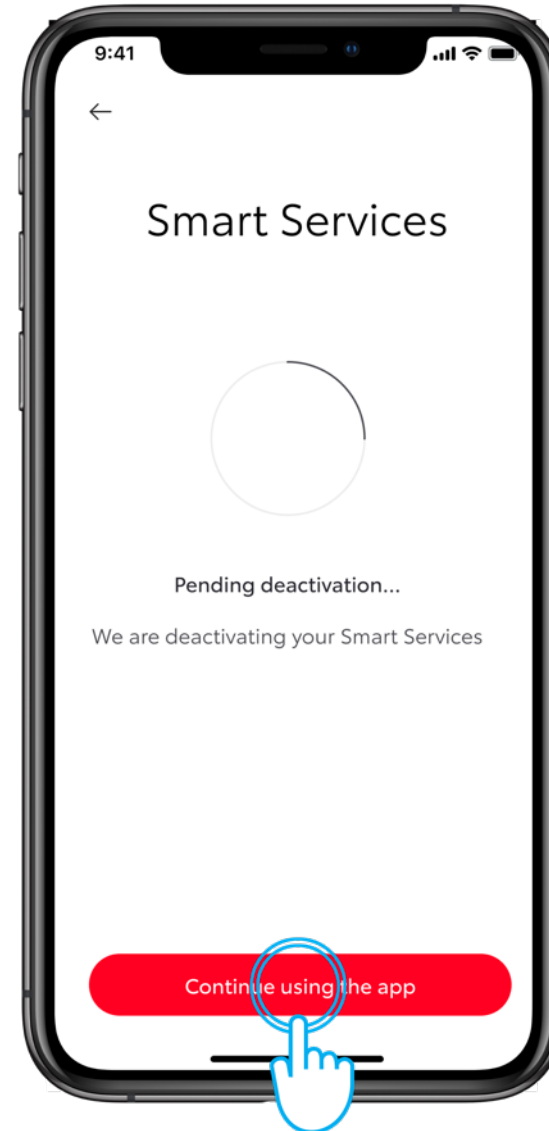 9:41
Smart Services
Pending deactivation...
We are deactivating your Smart Services
Continue using the app